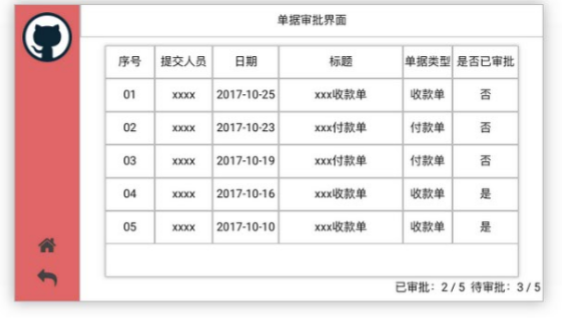 单据审批界面
序号 提交人员 日期 标题 单据类型 是否已审批
01 xxxx 2017-10-25 xxx收款单 收款单 否
02 xxxx 2017-10-23 xxx付款单 付款单 否
03 xxxx 2017-10-19 xxx付款单 付款单 否
04 xxxx 2017-10-16 xxx收款单 收款单 是
05 xxxx 2017-10-10 xxx收款单 收款单 是
已审批：2 / 5 待审批：3 / 5